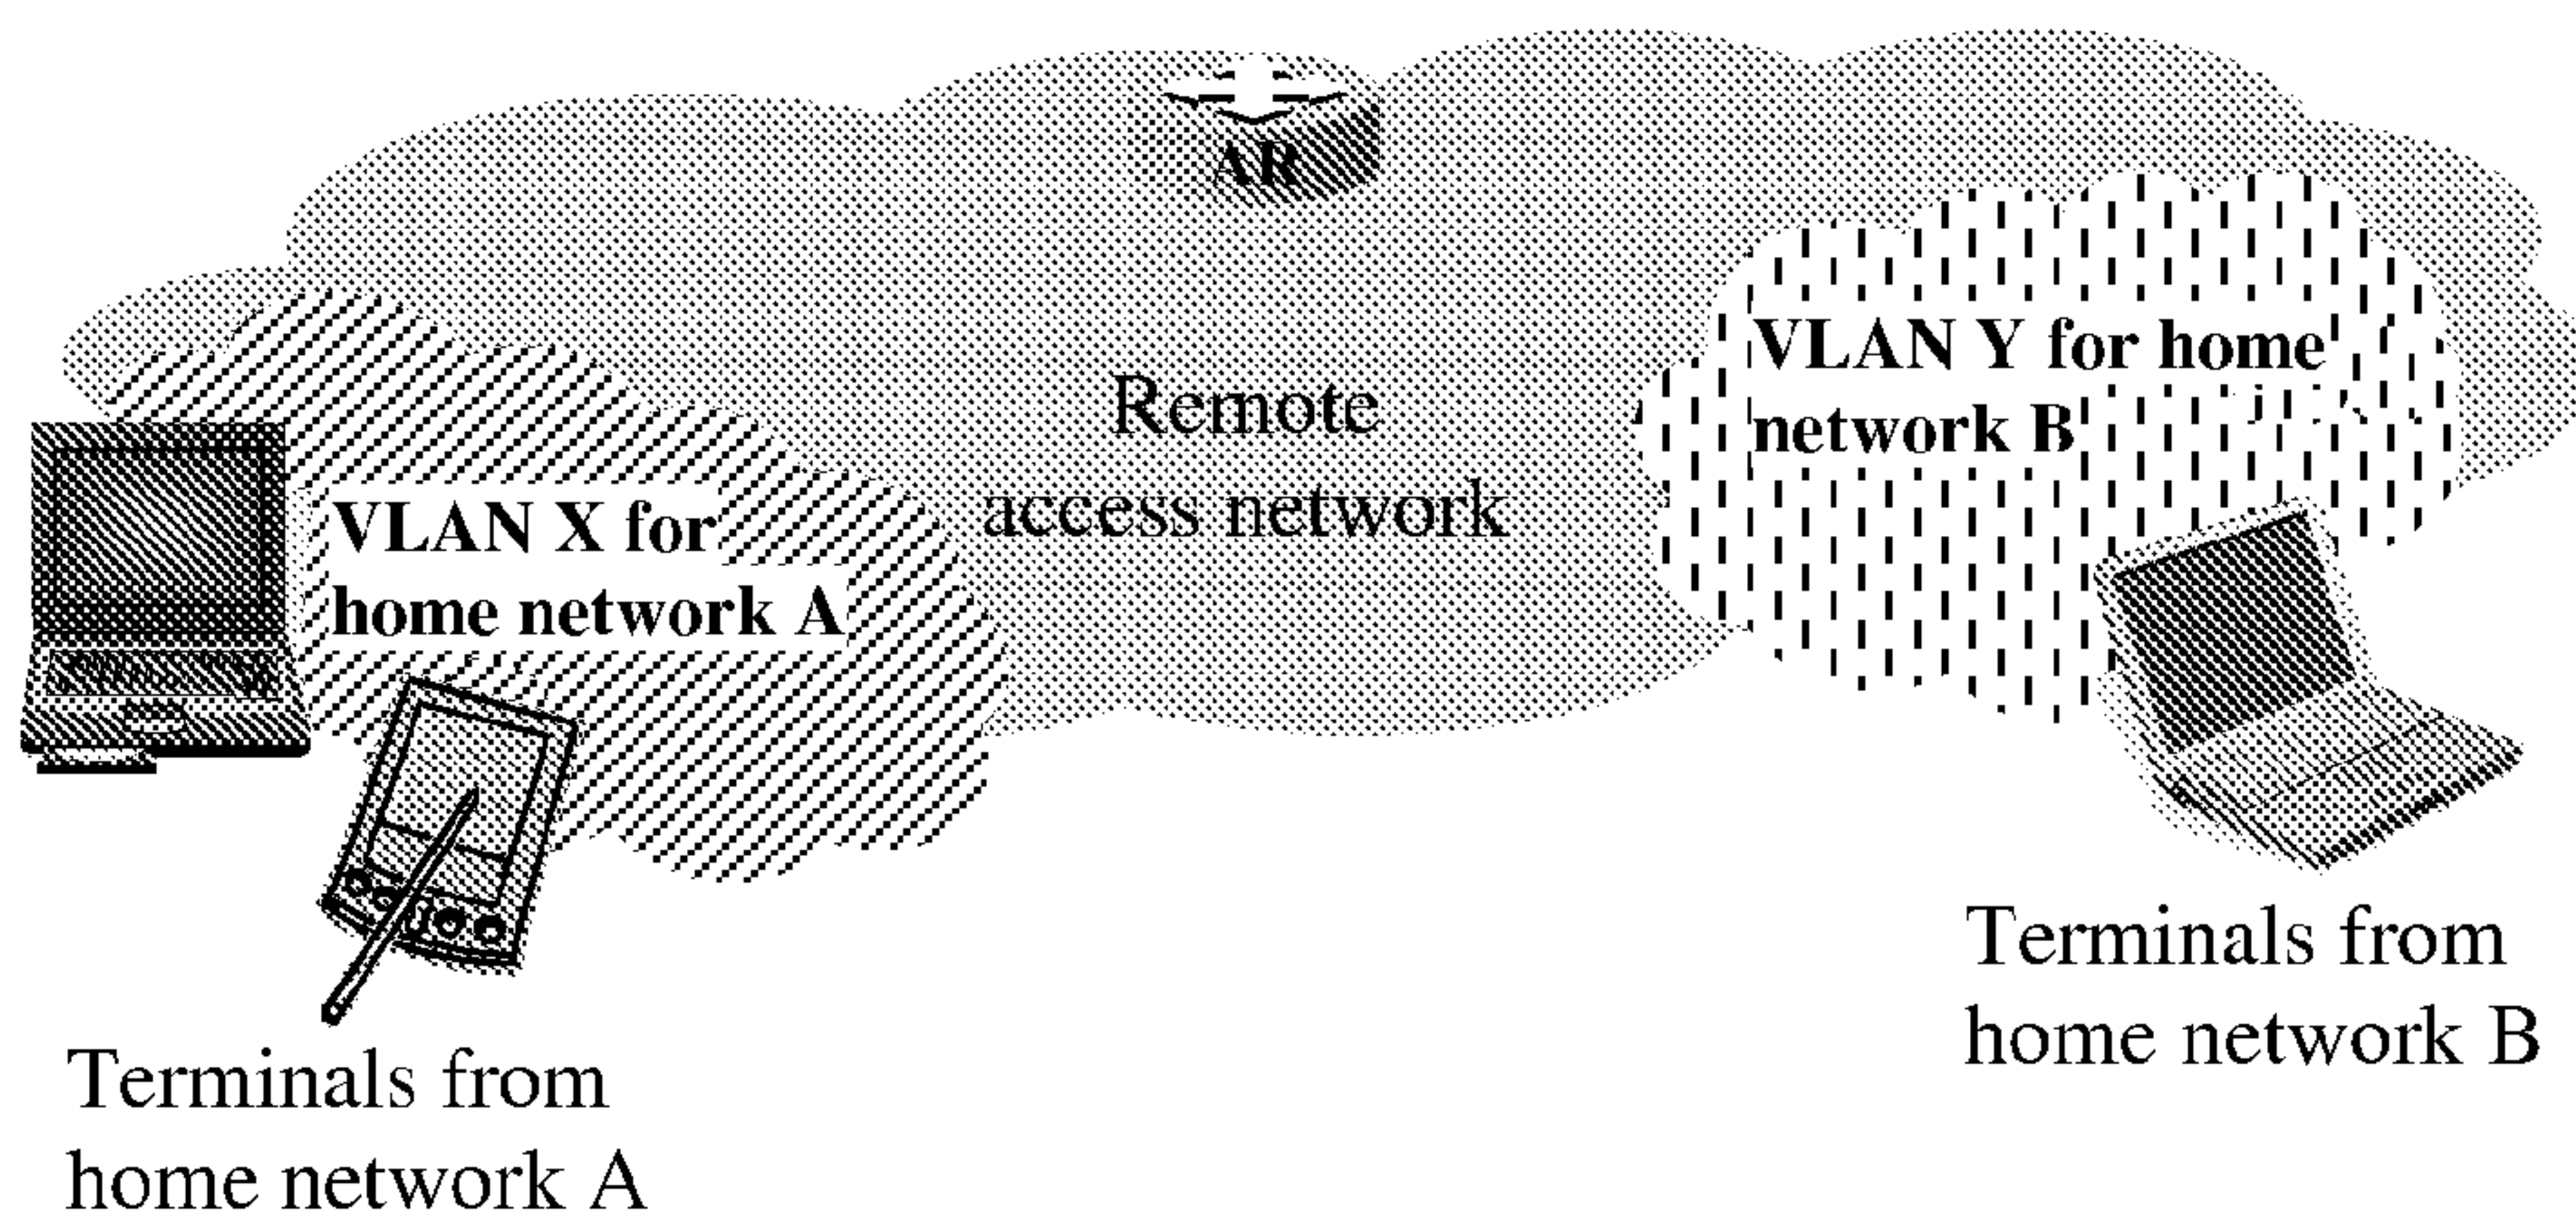 AR
Remote
access network
VLAN Y for home
network B
VLAN X for
home network A
Terminals from
home network B
Terminals from
home network A